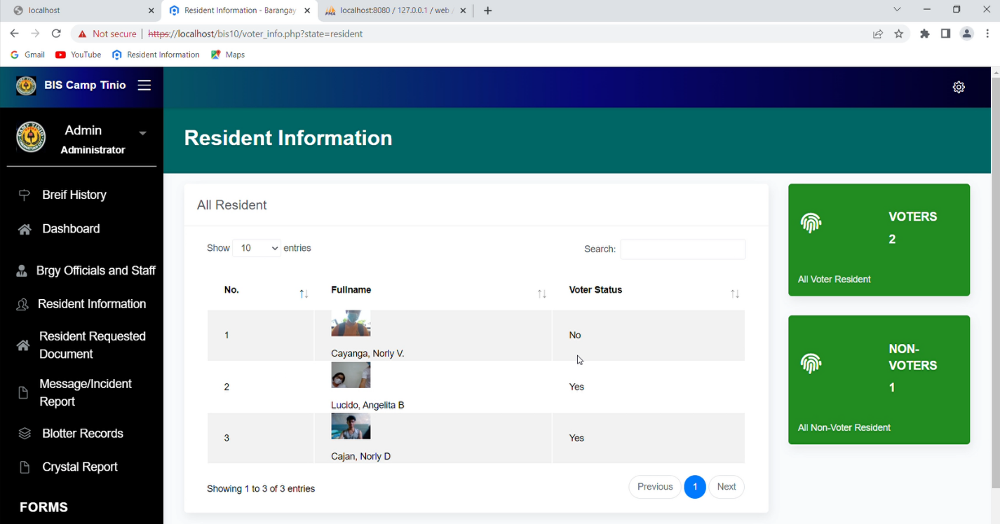 localhost
Resident Information - Barangay
localhost:8080 / 127.0.0.1 / web
Not secure | https://localhost/bis10/voter_info.php?state=resident
Gmail YouTube Resident Information Maps
BIS Camp Tinio
Admin
Administrator
Breif History
Dashboard
Brgy Officials and Staff
Resident Information
Resident Requested
Document
Message/Incident
Report
Blotter Records
Crystal Report
FORMS
Resident Information
All Resident
Show 10 entries Search:
No. Fullname Voter Status
1 Cayanga, Norly V. No
2 Lucido, Angelita B Yes
3 Cajan, Norly D Yes
Showing 1 to 3 of 3 entries Previous 1 Next
VOTERS
2
All Voter Resident
NON-
VOTERS
1
All Non-Voter Resident